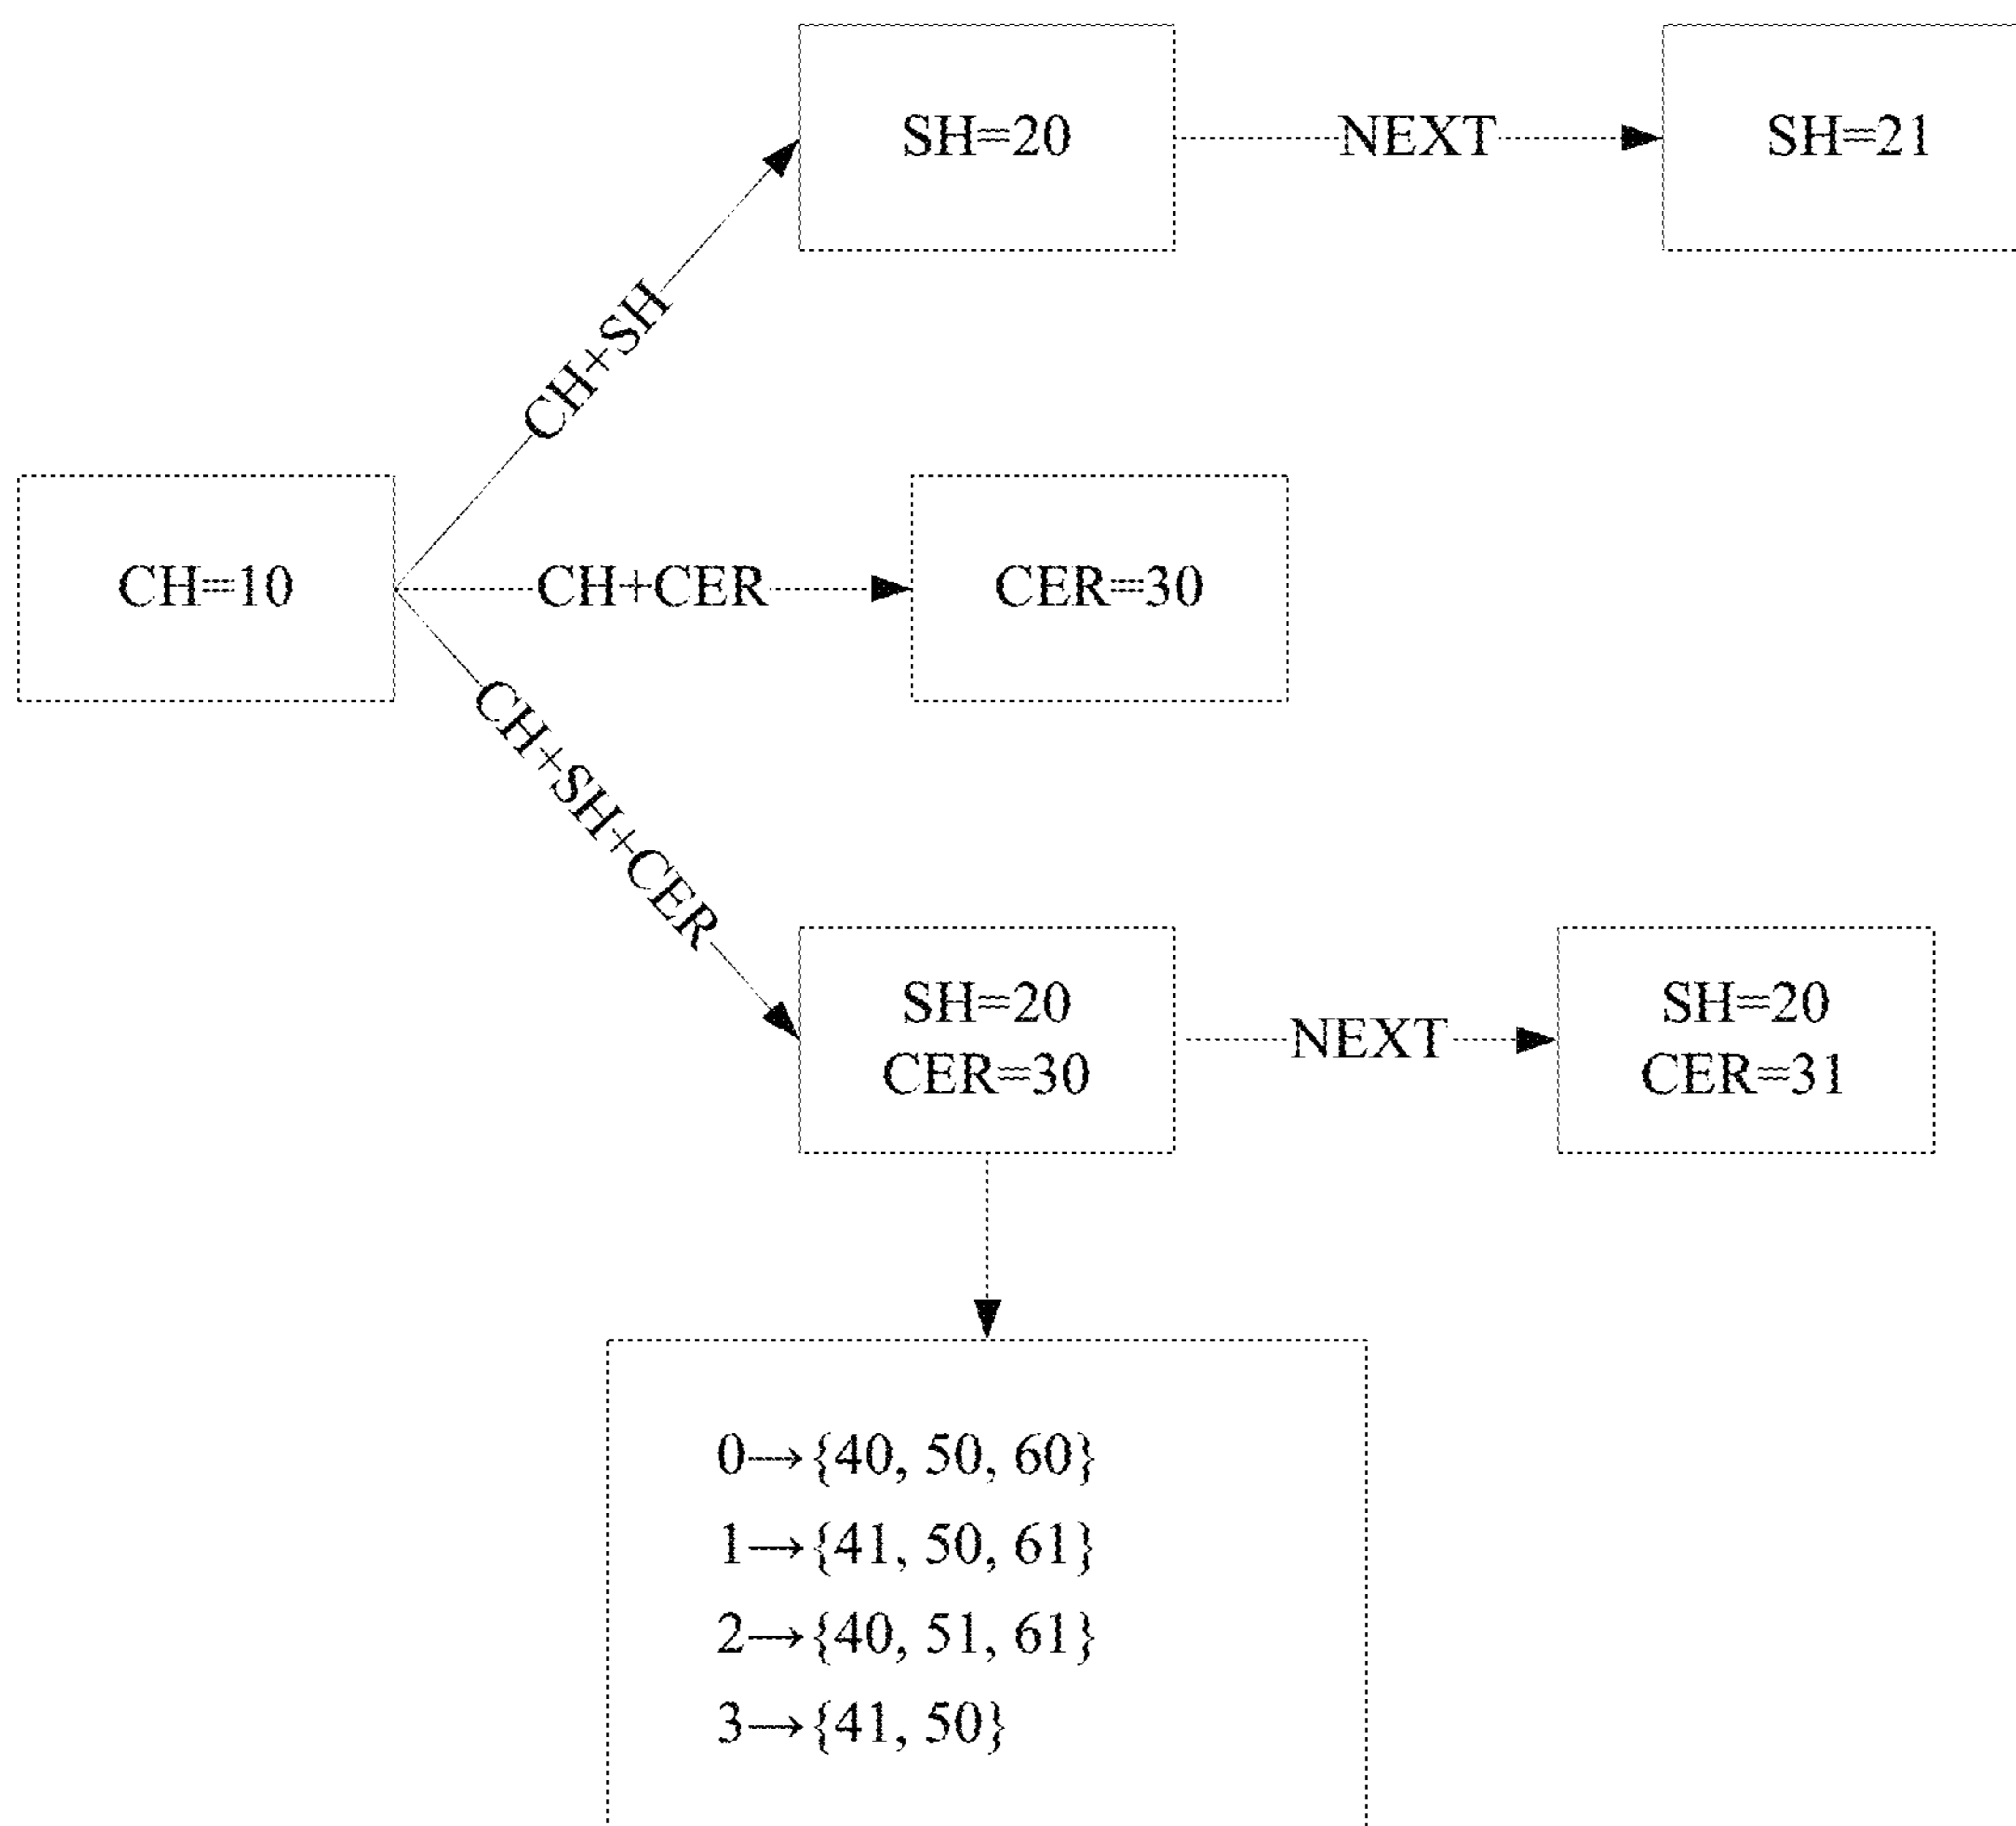 SH=20
NEXT
SH=21
CH+SH
CH=10
CH+CER
CER=30
CH+SH+CER
SH=20
CER=30
NEXT
SH=20
CER=31
0→{40, 50, 60}
1→{41, 50, 61}
2→{40, 51, 61}
3→{41, 50}